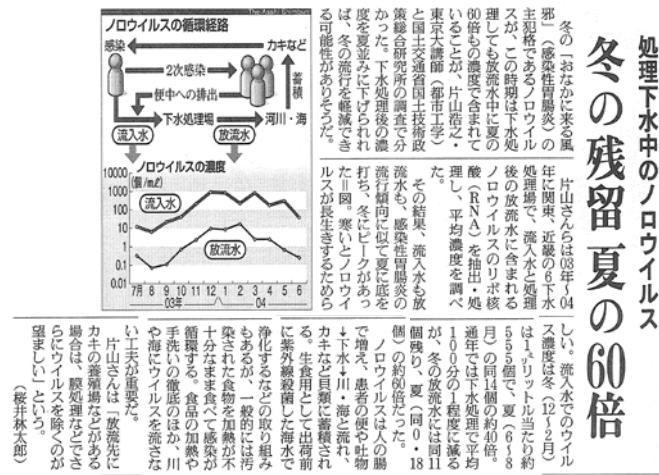 処理下水中のノロウイルス
冬の残留 夏の60倍
冬の「おなかに来る風
邪」（感染性胃腸炎）の
主犯格であるノロウイル
スが、この時期は下水処
理しても放流水中に夏の
60倍もの濃度で含まれて
いることが、片山浩之・
東京大講師（都市工学）
と国土交通省国土技術政
策総合研究所の調査で分
かった。下水処理後の濃
度を夏並みに下げられれ
ば、冬の流行を軽減でき
る可能性がありそうだ。
片山さんらは03年〜04
年に関東、近畿の6下水
処理場で、流入水と処理
後の放流水に含まれる
ノロウイルスのリボ核
酸（RNA）を抽出・処
理し、平均濃度を調べ
た。
その結果、流入水も放
流水も、感染性胃腸炎の
流行傾向に似て夏に底を
打ち、冬にピークがあっ
た＝図。寒いとノロウイ
ルスが長生きするためら
しい。流入水でのウイル
ス濃度は冬（12〜2月）
は1ミリリットル当たり約
555個で、夏（6〜8
月）の同14個の約40倍。
通年では下水処理で平均
100分の1程度に減る
が、冬の放流水には同11
個残り、夏（同0・18
個）の約60倍だった。
ノロウイルスは人の腸
で増え、患者の便や吐物
→下水→川・海と流れ、
カキなど貝類に蓄積され
る。生食用として出荷前
に紫外線殺菌した海水で
浄化するなどの取り組み
もあるが、一般的には汚
染された食物を加熱が不
十分なまま食べて感染が
循環する。食品の加熱や
手洗いの徹底のほか、川
や海にウイルスを流さな
い工夫が重要だ。
片山さんは「放流先に
カキの養殖場などがある
場合は、膜処理などでさ
らにウイルスを除くのが
望ましい」という。
（桜井林太郎）
The Asahi Shimbun
ノロウイルスの循環経路
感染
カキなど
2次感染
蓄積
便中への排出
下水処理場
河川・海
流入水
放流水
ノロウイルスの濃度
（個/mℓ）
10000
1000
100
10
1
0.1
0.01
流入水
放流水
7月 8 9 10 11 12 1 2 3 4 5 6
03年
04